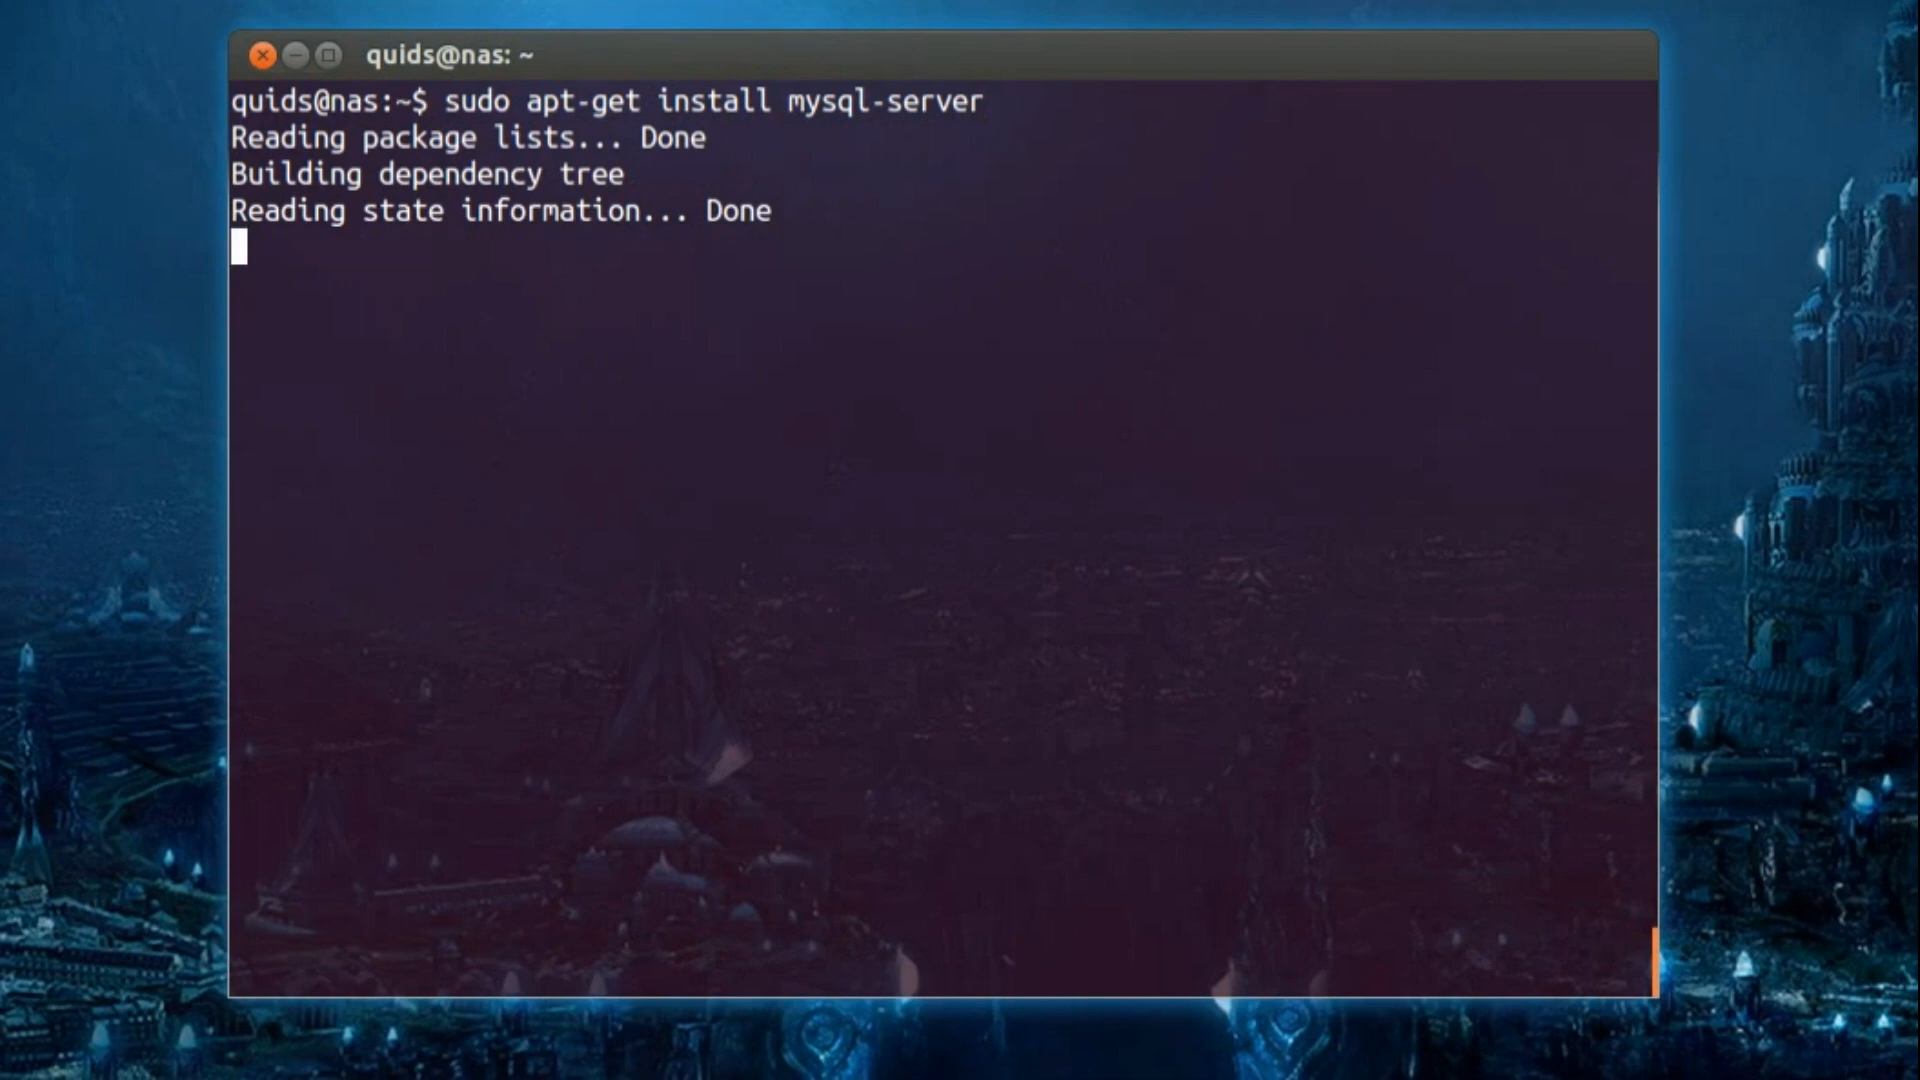 quids@nas: ~
quids@nas:~$ sudo apt-get install mysql-server
Reading package lists... Done
Building dependency tree
Reading state information... Done